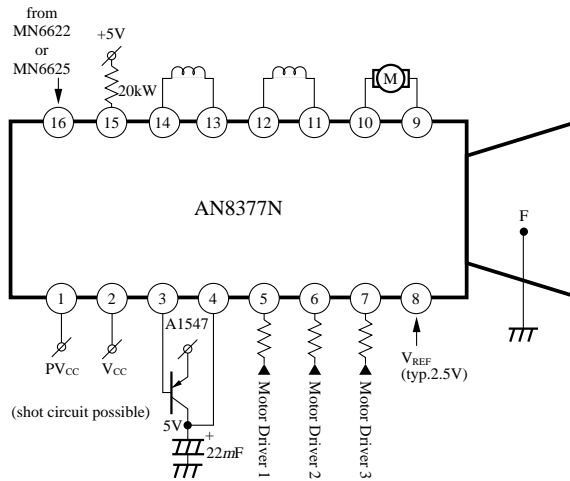 from
MN6622
or
MN6625
+5V
20kW
M
16
15
14
13
12
11
10
9
AN8377N
F
1
2
3
4
5
6
7
8
A1547
PVCC
VCC
VREF
(typ.2.5V)
(shot circuit possible)
5V
+
22mF
Motor Driver 1
Motor Driver 2
Motor Driver 3